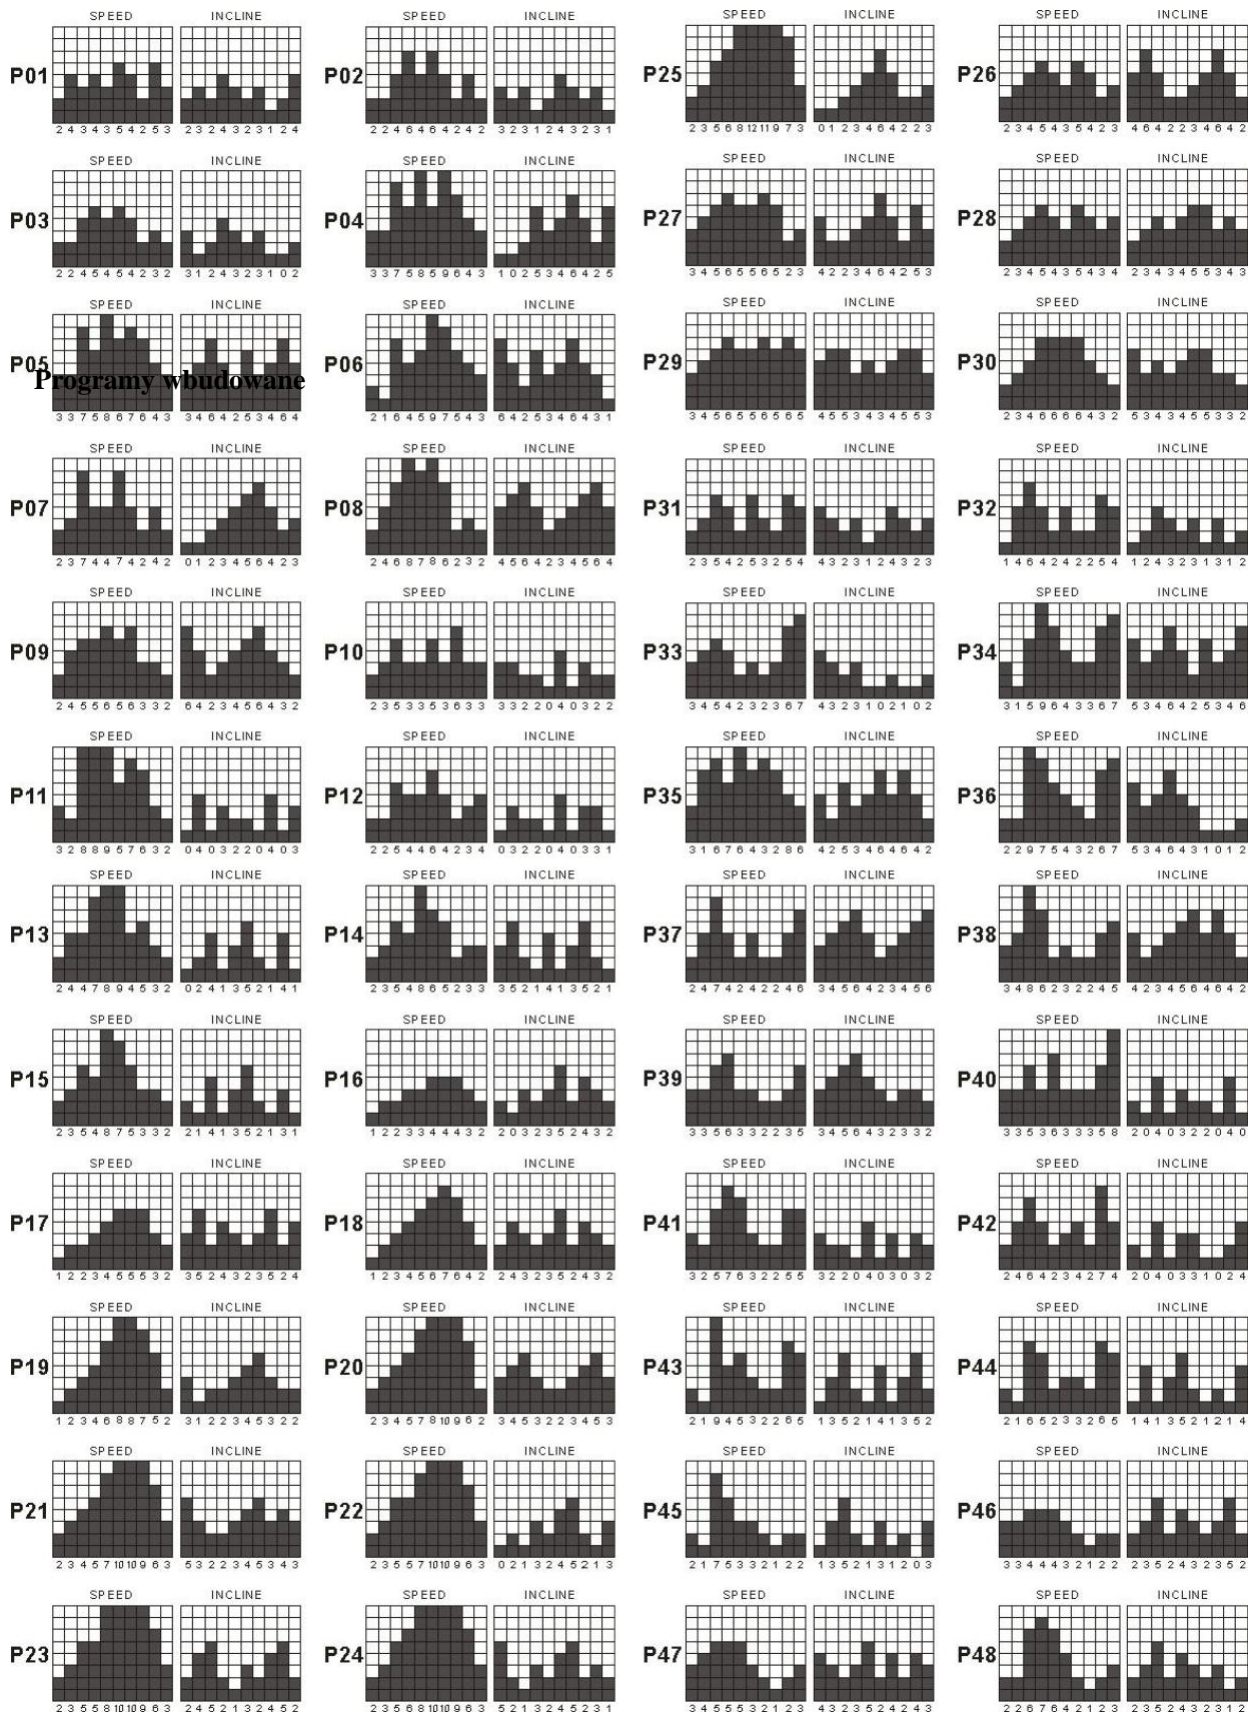 SPEED INCLINE SPEED INCLINE SPEED INCLINE SPEED INCLINE
P01 P02 P25 P26
2 4 3 4 3 5 4 2 5 3 2 3 2 4 3 2 3 1 2 4 2 2 4 6 4 6 4 2 4 2 3 2 3 1 2 4 3 2 3 1 2 3 5 6 8 12 11 9 7 3 0 1 2 3 4 6 4 2 2 3 2 3 4 5 4 3 5 4 2 3 4 6 4 2 2 3 4 6 4 2
SPEED INCLINE SPEED INCLINE SPEED INCLINE SPEED INCLINE
P03 P04 P27 P28
2 2 4 5 4 5 4 2 3 2 3 1 2 4 3 2 3 1 0 2 3 3 7 5 8 5 9 6 4 3 1 0 2 5 3 4 6 4 2 5 3 4 5 6 5 5 6 5 2 3 4 2 2 3 4 6 4 2 5 3 2 3 4 5 4 3 5 4 3 4 2 3 4 3 4 5 5 3 4 3
SPEED INCLINE SPEED INCLINE SPEED INCLINE SPEED INCLINE
P05 P06 P29 P30
Programy wbudowane
3 3 7 5 8 6 7 6 4 3 3 4 6 4 2 5 3 4 6 4 2 1 6 4 5 9 7 5 4 3 6 4 2 5 3 4 6 4 3 1 3 4 5 6 5 5 6 5 6 5 4 5 5 3 4 3 4 5 5 3 2 3 4 6 6 6 6 4 3 2 5 3 4 3 4 5 5 3 3 2
SPEED INCLINE SPEED INCLINE SPEED INCLINE SPEED INCLINE
P07 P08 P31 P32
2 3 7 4 4 7 4 2 4 2 0 1 2 3 4 5 6 4 2 3 2 4 6 8 7 8 6 2 3 2 4 5 6 4 2 3 4 5 6 4 2 3 5 4 2 5 3 2 5 4 4 3 2 3 1 2 4 3 2 3 1 4 6 4 2 4 2 2 5 4 1 2 4 3 2 3 1 3 1 2
SPEED INCLINE SPEED INCLINE SPEED INCLINE SPEED INCLINE
P09 P10 P33 P34
2 4 5 5 6 5 6 3 3 2 6 4 2 3 4 5 6 4 3 2 2 3 5 3 3 5 3 6 3 3 3 3 2 2 0 4 0 3 2 2 3 4 5 4 2 3 2 3 6 7 4 3 2 3 1 0 2 1 0 2 3 1 5 9 6 4 3 3 6 7 5 3 4 6 4 2 5 3 4 6
SPEED INCLINE SPEED INCLINE SPEED INCLINE SPEED INCLINE
P11 P12 P35 P36
3 2 8 8 9 5 7 6 3 2 0 4 0 3 2 2 0 4 0 3 2 2 5 4 4 6 4 2 3 4 0 3 2 2 0 4 0 3 3 1 3 1 6 7 6 4 3 2 8 6 4 2 5 3 4 6 4 6 4 2 2 2 9 7 5 4 3 2 6 7 5 3 4 6 4 3 1 0 1 2
SPEED INCLINE SPEED INCLINE SPEED INCLINE SPEED INCLINE
P13 P14 P37 P38
2 4 4 7 8 9 4 5 3 2 0 2 4 1 3 5 2 1 4 1 2 3 5 4 8 6 5 2 3 3 3 5 2 1 4 1 3 5 2 1 2 4 7 4 2 4 2 2 4 6 3 4 5 6 4 2 3 4 5 6 3 4 8 6 2 3 2 2 4 5 4 2 3 4 5 6 4 6 4 2
SPEED INCLINE SPEED INCLINE SPEED INCLINE SPEED INCLINE
P15 P16 P39 P40
2 3 5 4 8 7 5 3 3 2 2 1 4 1 3 5 2 1 3 1 1 2 2 3 3 4 4 4 3 2 2 0 3 2 3 5 2 4 3 2 3 3 5 6 3 3 2 2 3 5 3 4 5 6 4 3 2 3 3 2 3 3 5 3 6 3 3 3 5 8 2 0 4 0 3 2 2 0 4 0
SPEED INCLINE SPEED INCLINE SPEED INCLINE SPEED INCLINE
P17 P18 P41 P42
1 2 2 3 4 5 5 5 3 2 3 5 2 4 3 2 3 5 2 4 1 2 3 4 5 6 7 6 4 2 2 4 3 2 3 5 2 4 3 2 3 2 5 7 6 3 2 2 5 5 3 2 2 0 4 0 3 0 3 2 2 4 6 4 2 3 4 2 7 4 2 0 4 0 3 3 1 0 2 4
SPEED INCLINE SPEED INCLINE SPEED INCLINE SPEED INCLINE
P19 P20 P43 P44
1 2 3 4 6 8 8 7 5 2 3 1 2 2 3 4 5 3 2 2 2 3 4 5 7 8 10 9 6 2 3 4 5 3 2 2 3 4 5 3 2 1 9 4 5 3 2 2 6 5 1 3 5 2 1 4 1 3 5 2 2 1 6 5 2 3 3 2 6 5 1 4 1 3 5 2 1 2 1 4
SPEED INCLINE SPEED INCLINE SPEED INCLINE SPEED INCLINE
P21 P22 P45 P46
2 3 4 5 7 10 10 9 6 3 5 3 2 2 3 4 5 3 4 3 2 3 5 5 7 10 10 9 6 3 0 2 1 3 2 4 5 2 1 3 2 1 7 5 3 3 2 1 2 2 1 3 5 2 1 3 1 2 0 3 3 3 4 4 4 3 2 1 2 2 2 3 5 2 4 3 2 3 5 2
SPEED INCLINE SPEED INCLINE SPEED INCLINE SPEED INCLINE
P23 P24 P47 P48
2 3 5 5 8 10 10 9 6 3 2 4 5 2 1 3 2 4 5 2 2 3 5 6 8 10 10 9 6 3 5 2 1 3 2 4 5 2 3 1 3 4 5 5 5 3 2 1 2 3 4 3 4 3 2 5 3 4 2 4 2 2 6 7 6 4 2 1 2 3 2 3 5 2 4 3 2 3 1 2